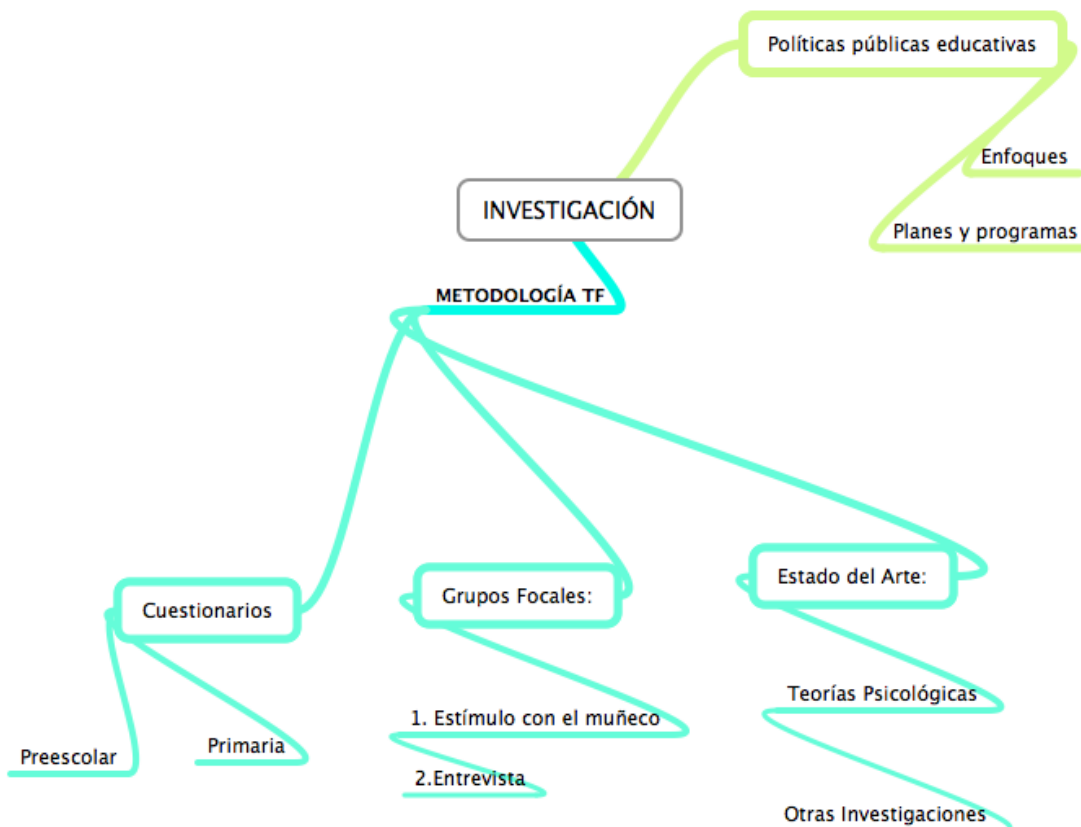 Políticas públicas educativas
Enfoques
Planes y programas
INVESTIGACIÓN
METODOLOGÍA TF
Cuestionarios
Preescolar
Primaria
Grupos Focales:
1. Estímulo con el muñeco
2.Entrevista
Estado del Arte:
Teorías Psicológicas
Otras Investigaciones